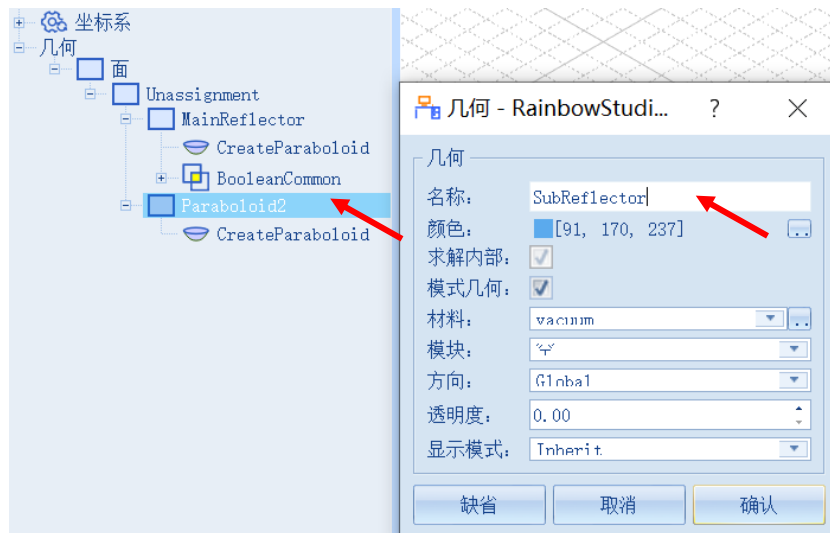 坐标系
几何
面
Unassignment
MainReflector
CreateParaboloid
BooleanCommon
Paraboloid2
CreateParaboloid
几何 - RainbowStudi... ?
几何
名称: SubReflector
颜色: [91, 170, 237] ..
求解内部:
模式几何:
材料: vacuum ..
模块: 
方向: Global
透明度: 0.00
显示模式: Inherit
缺省 取消 确认